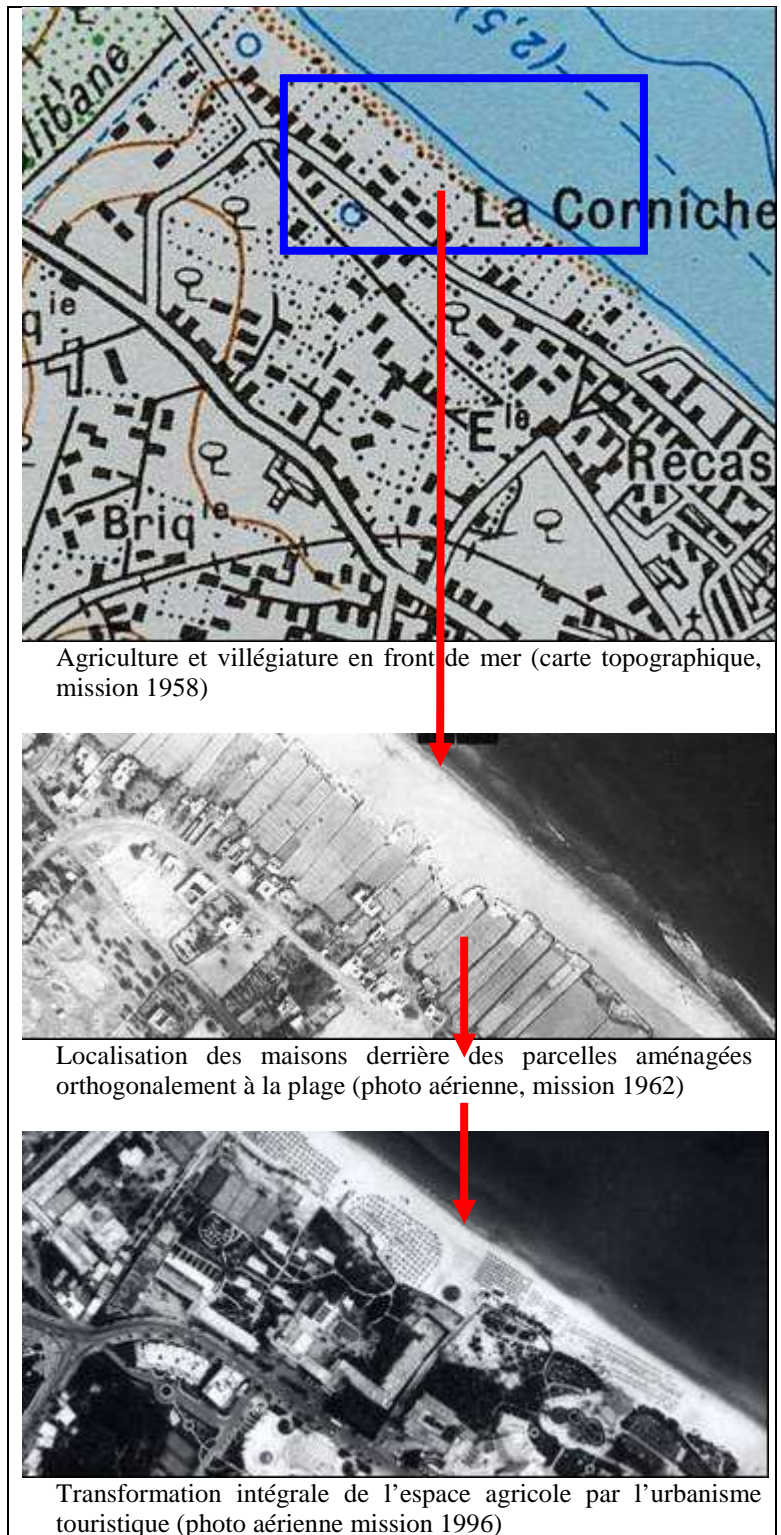 libane
(2,5)
La Corniche
q^ie
E^le
Récas
Briq^ie
Agriculture et villégiature en front de mer (carte topographique,
mission 1958)
Localisation des maisons derrière des parcelles aménagées
orthogonalement à la plage (photo aérienne, mission 1962)
Transformation intégrale de l'espace agricole par l'urbanisme
touristique (photo aérienne mission 1996)